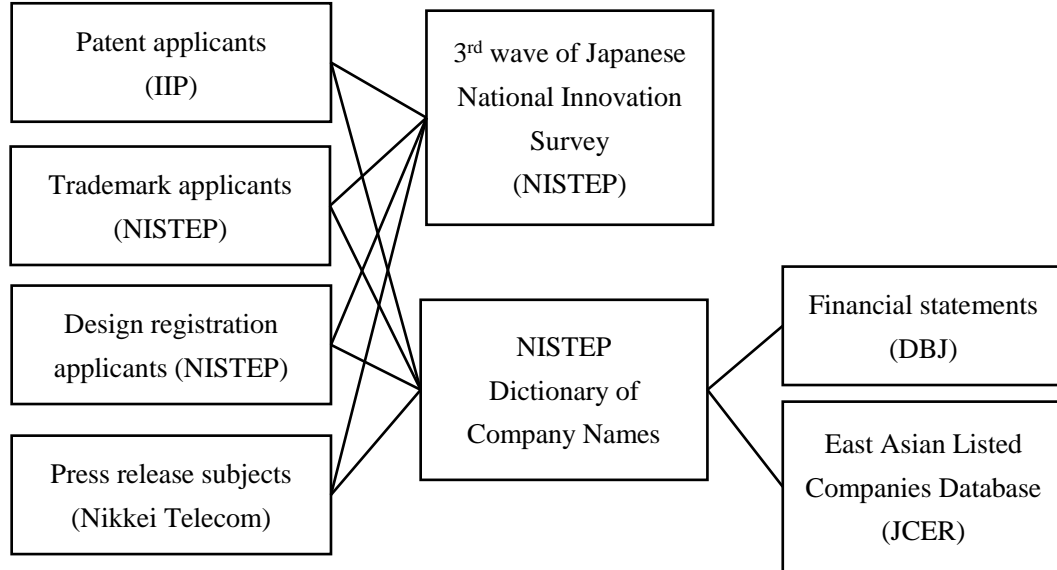 Patent applicants
(IIP)
Trademark applicants
(NISTEP)
Design registration
applicants (NISTEP)
Press release subjects
(Nikkei Telecom)
3rd wave of Japanese
National Innovation
Survey
(NISTEP)
NISTEP
Dictionary of
Company Names
Financial statements
(DBJ)
East Asian Listed
Companies Database
(JCER)